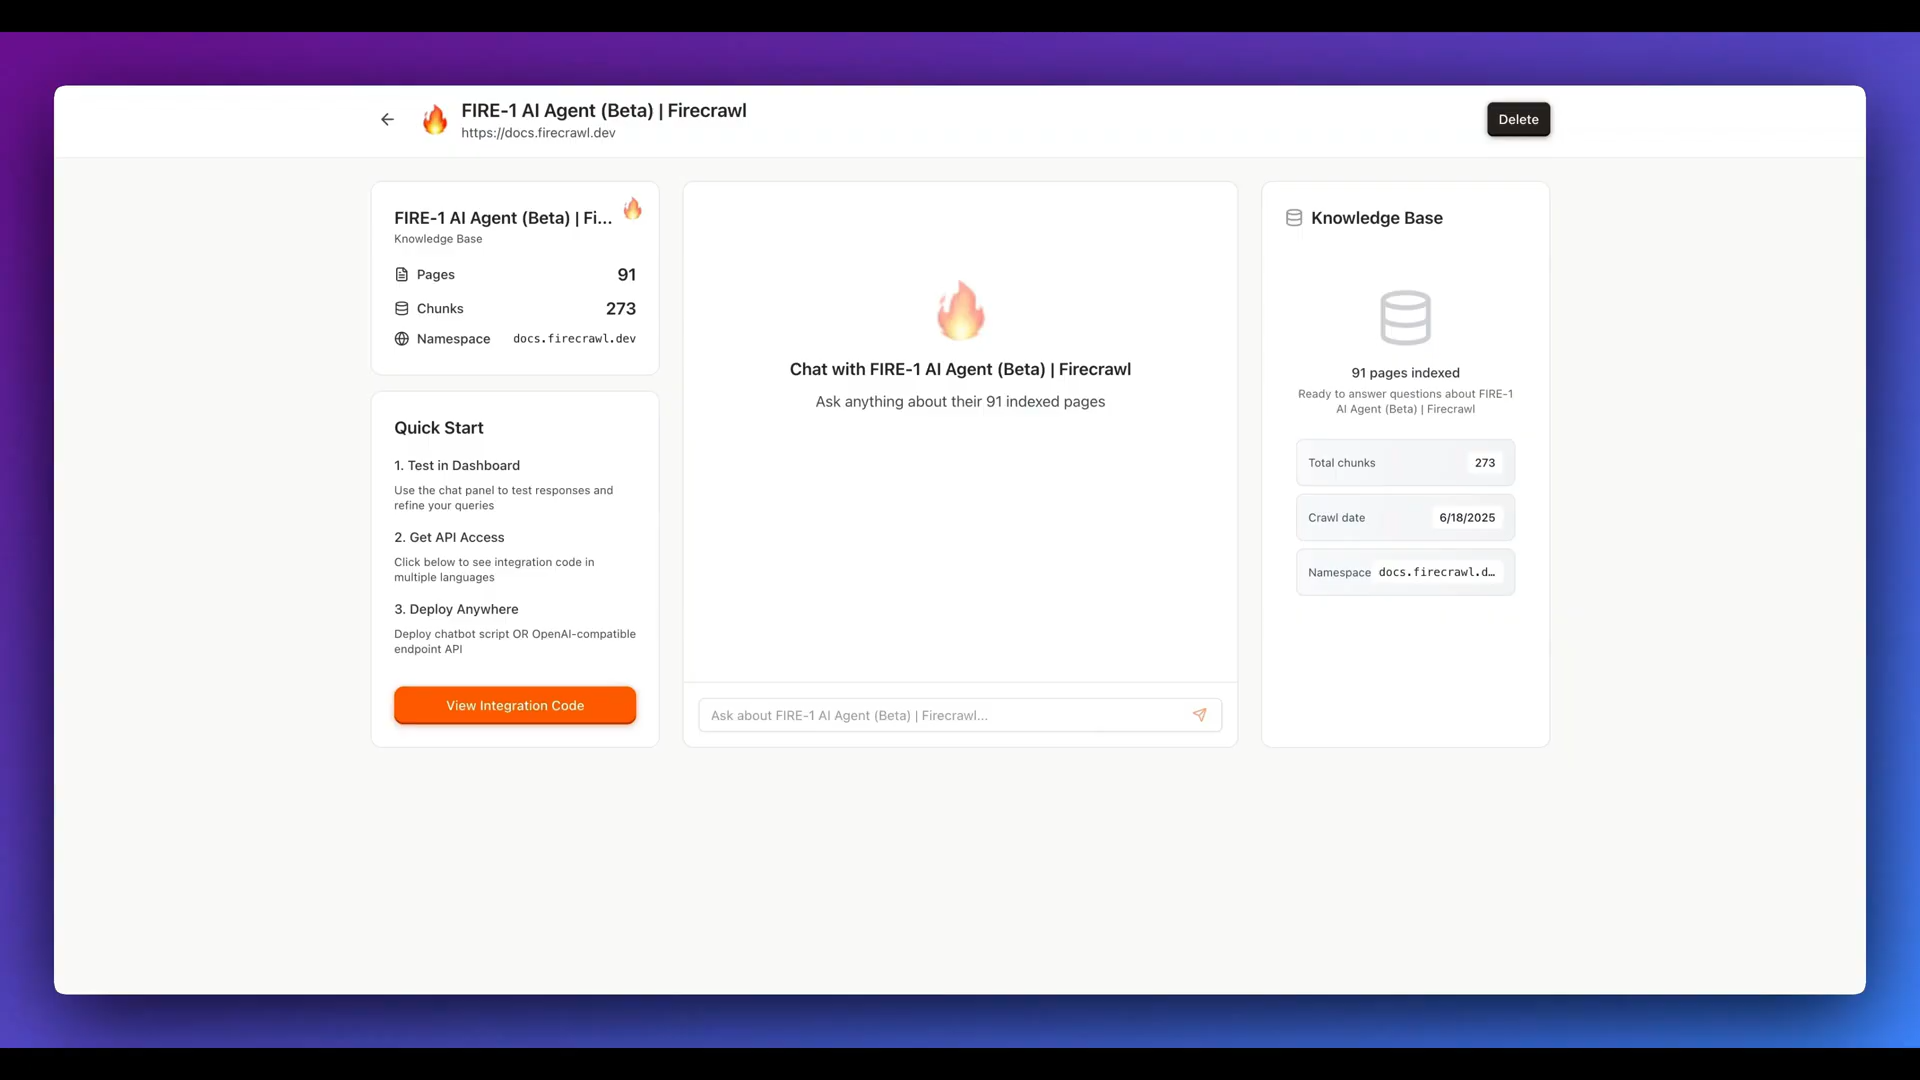 FIRE-1 AI Agent (Beta) | Firecrawl
https://docs.firecrawl.dev
Delete
FIRE-1 AI Agent (Beta) | Fi...
Knowledge Base
Pages 91
Chunks 273
Namespace docs.firecrawl.dev
Quick Start
1. Test in Dashboard
Use the chat panel to test responses and
refine your queries
2. Get API Access
Click below to see integration code in
multiple languages
3. Deploy Anywhere
Deploy chatbot script OR OpenAI-compatible
endpoint API
View Integration Code
Chat with FIRE-1 AI Agent (Beta) | Firecrawl
Ask anything about their 91 indexed pages
Ask about FIRE-1 AI Agent (Beta) | Firecrawl...
Knowledge Base
91 pages indexed
Ready to answer questions about FIRE-1
AI Agent (Beta) | Firecrawl
Total chunks 273
Crawl date 6/18/2025
Namespace docs.firecrawl.d...